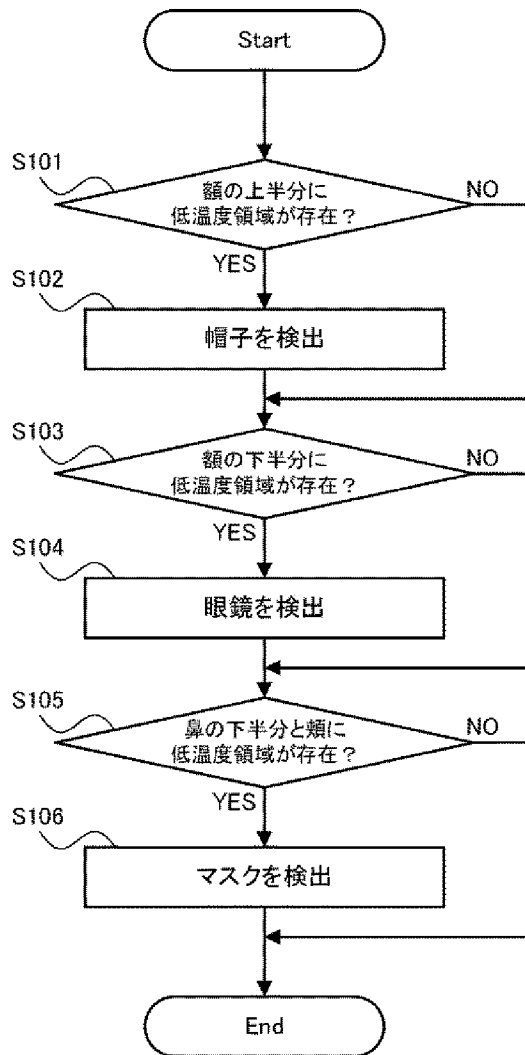 Start
S101
額の上半分に
低温度領域が存在?
NO
YES
S102
帽子を検出
S103
額の下半分に
低温度領域が存在?
NO
YES
S104
眼鏡を検出
S105
鼻の下半分と頬に
低温度領域が存在?
NO
YES
S106
マスクを検出
End